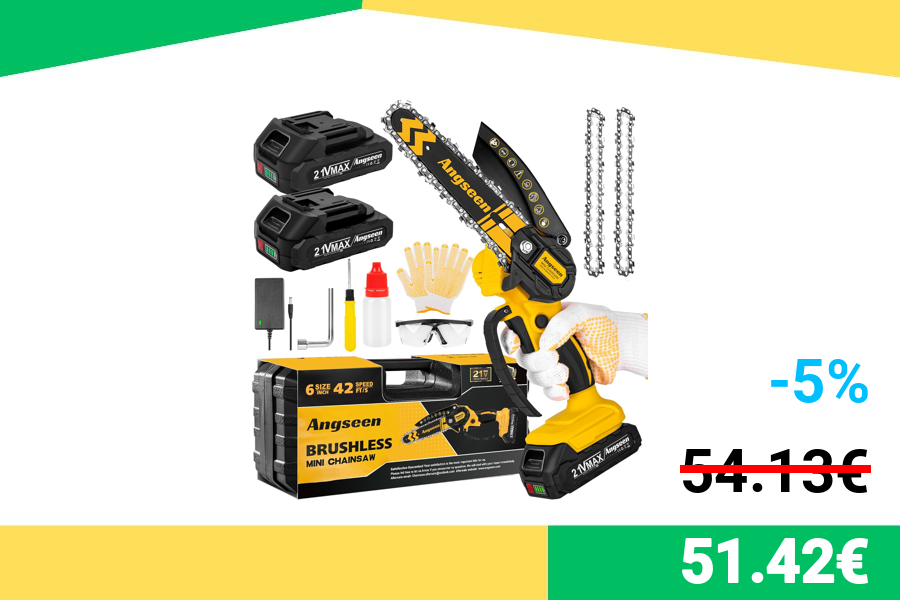 21VMAX Angseen
21VMAX Angseen
Angseen
Angseen
6 SIZE INCH 42 SPEED FT/S
21V
Angseen
BRUSHLESS
MINI CHAINSAW
Angseen
21VMAX Angseen
-5%
54.13€
51.42€